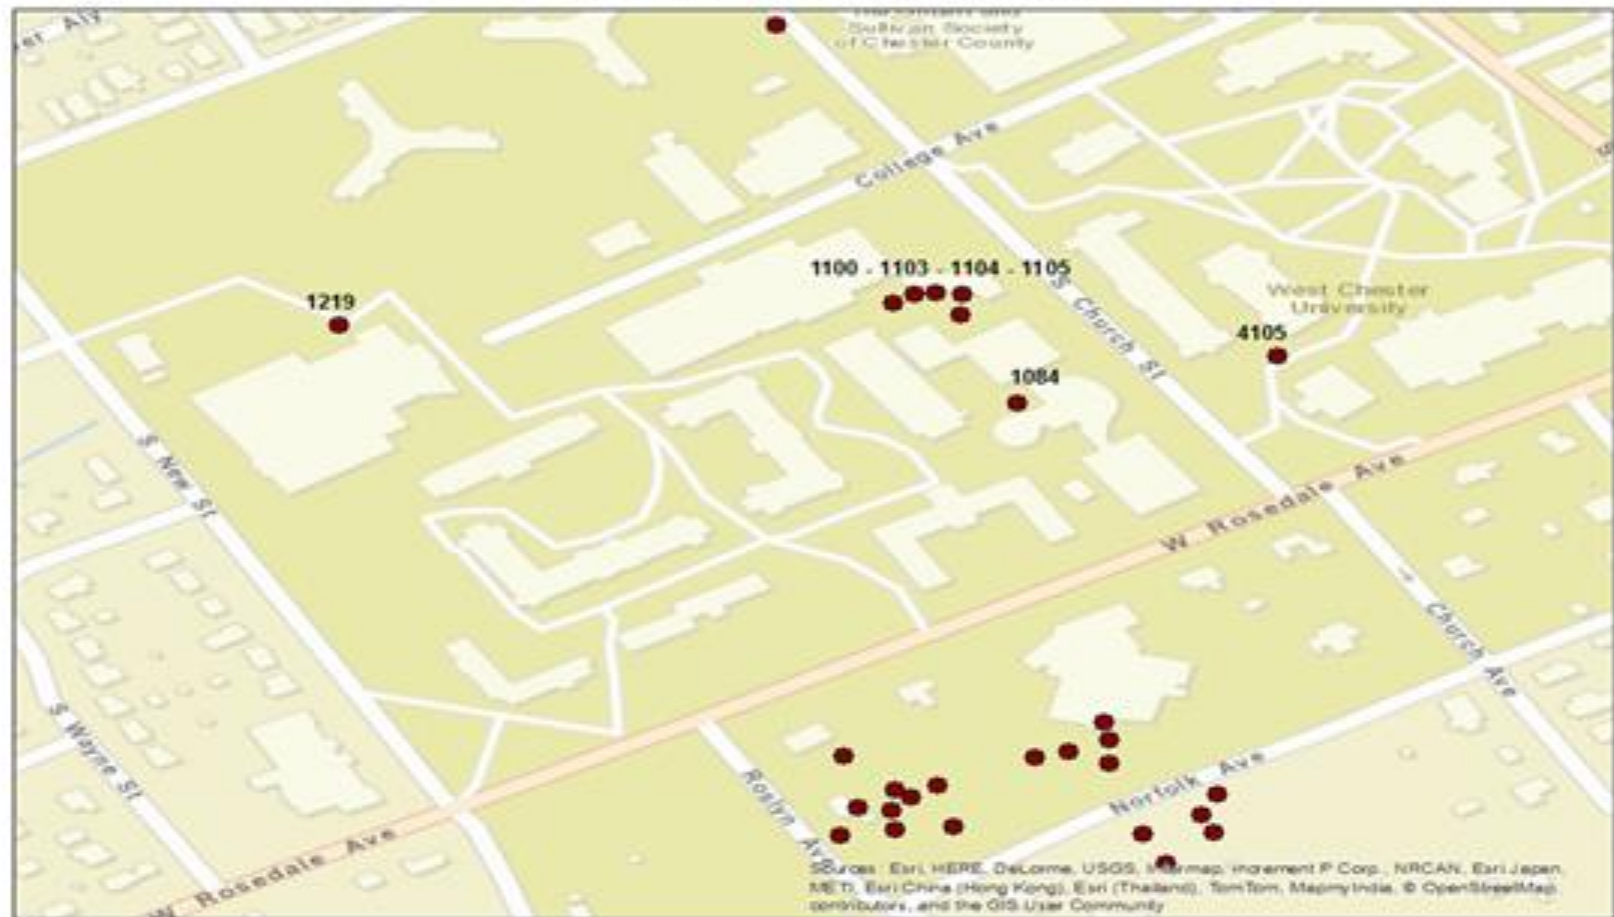 Sullivan Society
of Chester County
College Ave
1100 - 1103 - 1104 - 1105
1219
S Church St
West Chester
University
4105
1084
S New St
W Rosedale Ave
Church Ave
S Wayne St
Roslyn Ave
Norfolk Ave
W Rosedale Ave
Sources: Esri, HERE, DeLorme, USGS, Intermap, increment P Corp., NRCAN, Esri Japan,
METI, Esri China (Hong Kong), Esri (Thailand), TomTom, MapmyIndia, © OpenStreetMap
contributors, and the GIS User Community